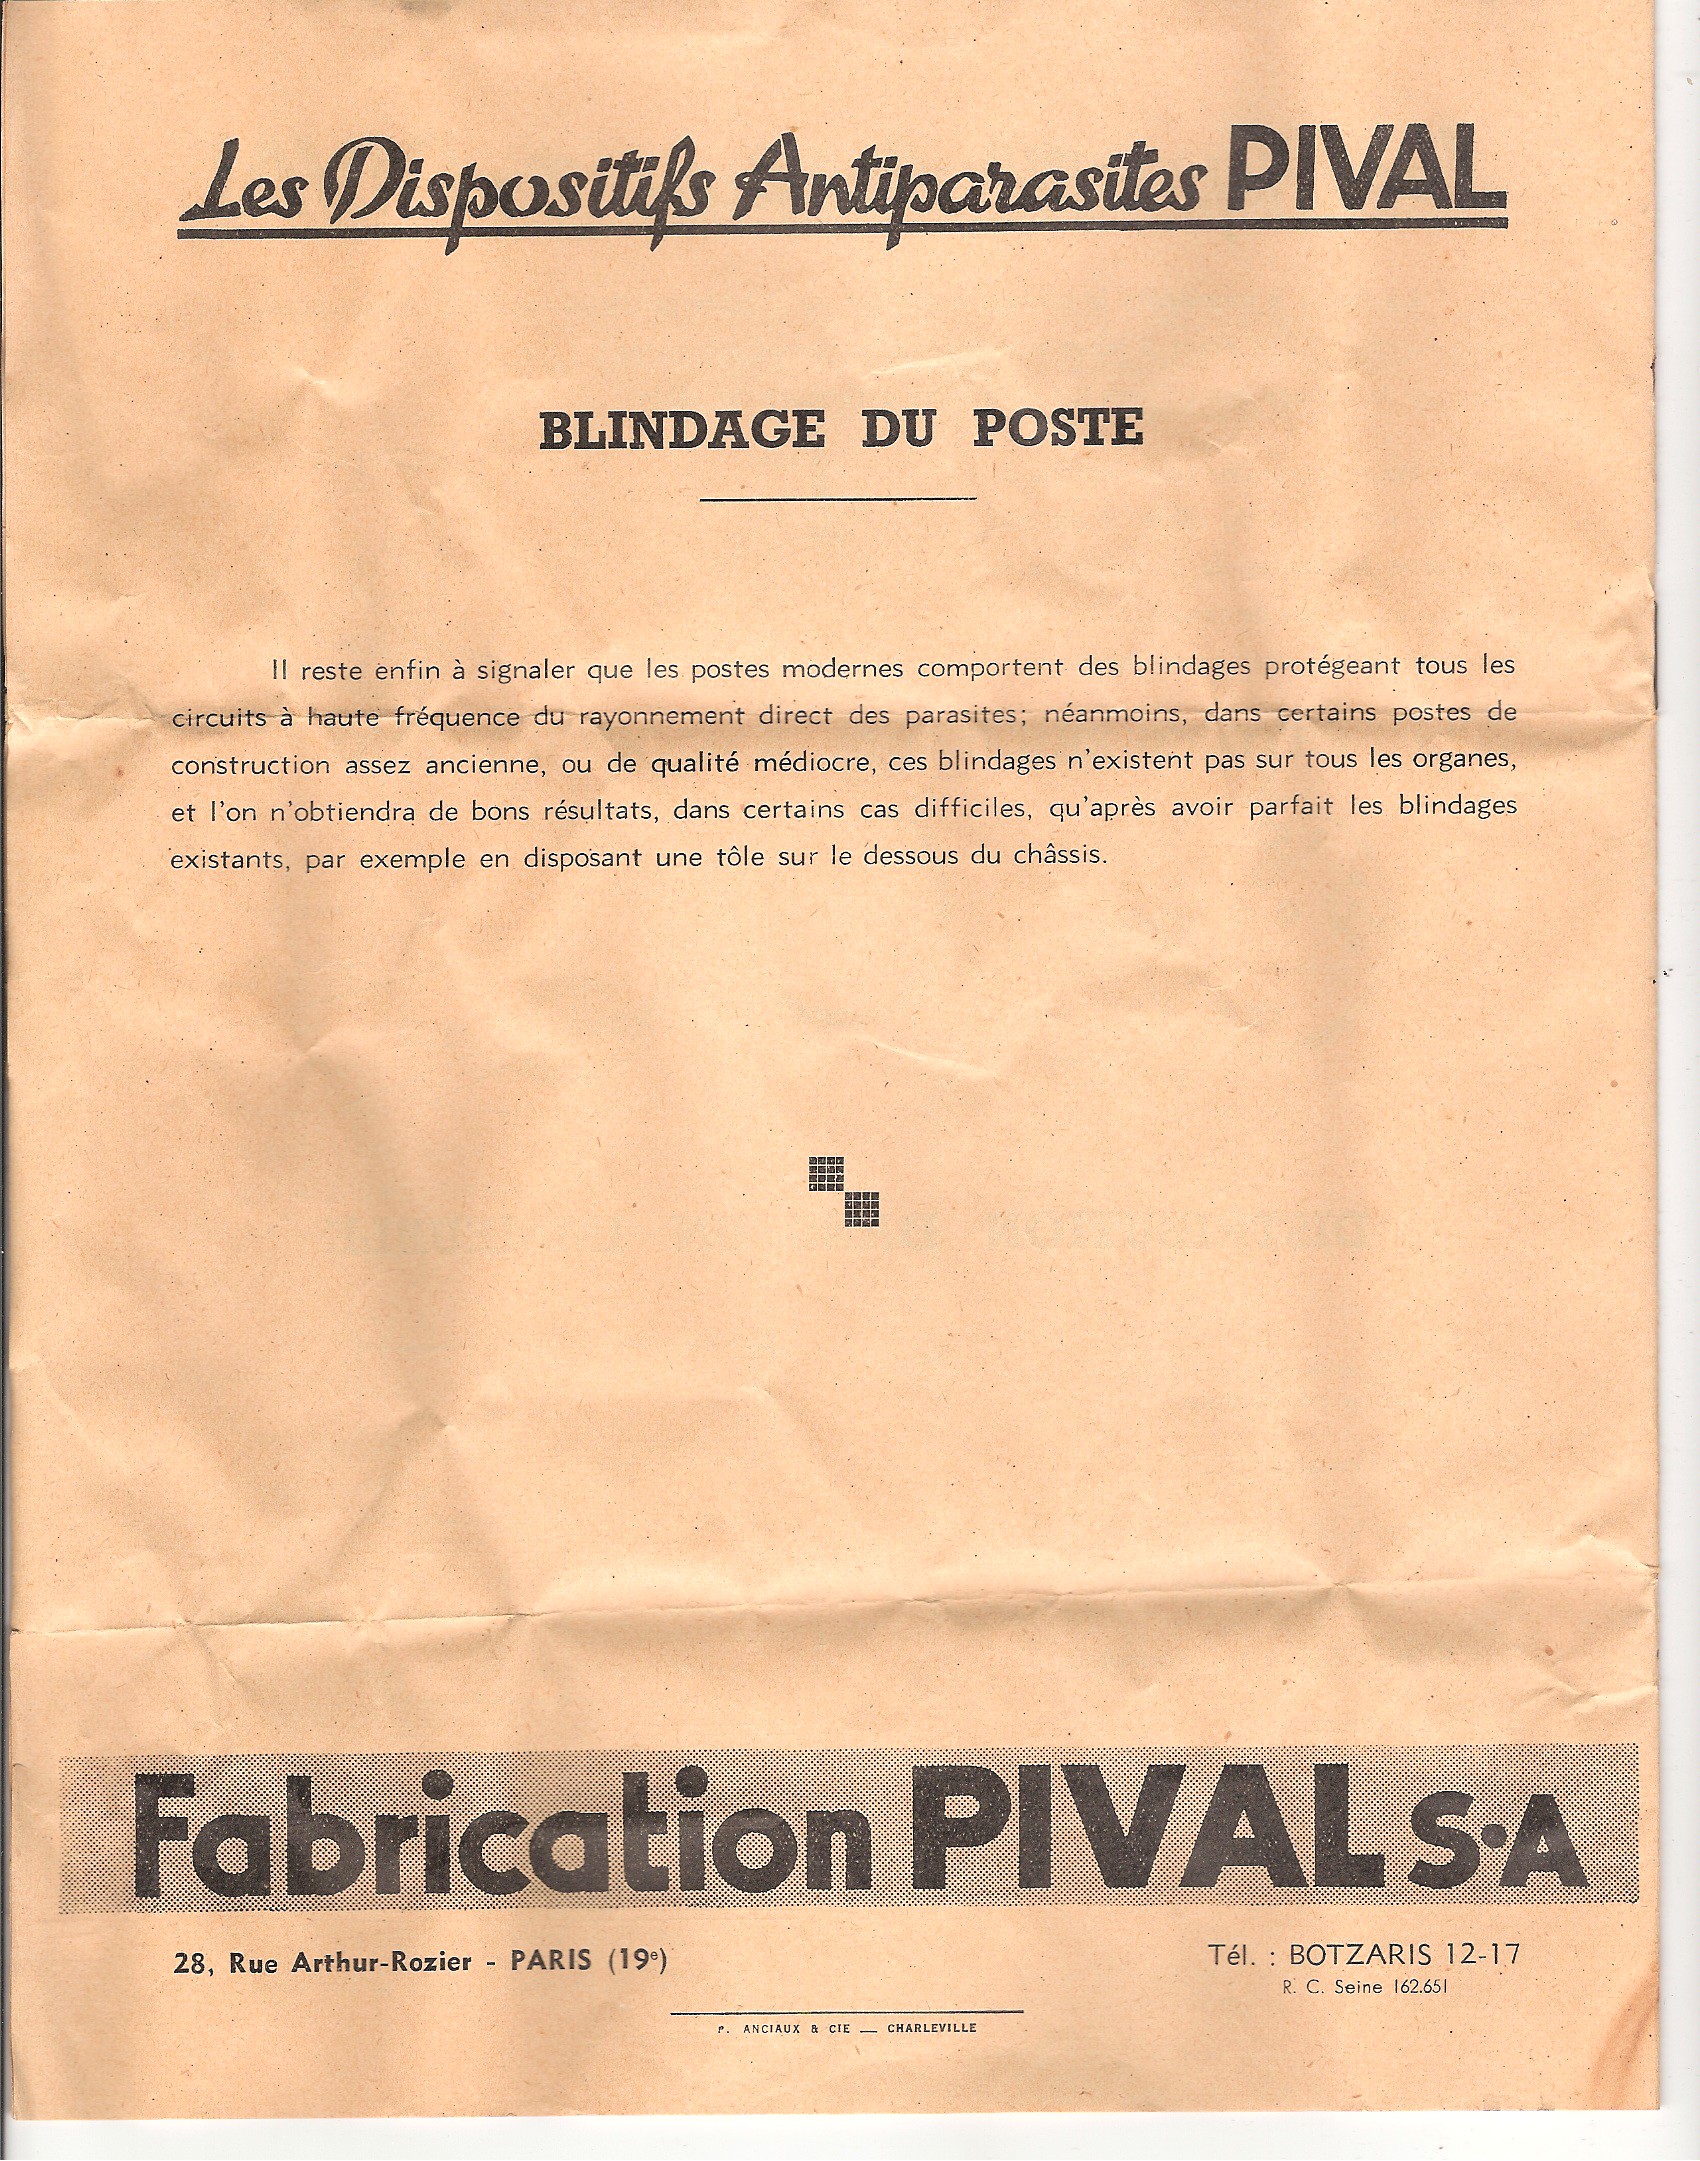 Les Dispositifs Antiparasites PIVAL
BLINDAGE DU POSTE
Il reste enfin à signaler que les postes modernes comportent des blindages protégeant tous les
circuits à haute fréquence du rayonnement direct des parasites; néanmoins, dans certains postes de
construction assez ancienne, ou de qualité médiocre, ces blindages n'existent pas sur tous les organes,
et l'on n'obtiendra de bons résultats, dans certains cas difficiles, qu'après avoir parfait les blindages
existants, par exemple en disposant une tôle sur le dessous du châssis.
Fabrication PIVAL S.A
28, Rue Arthur-Rozier - PARIS (19e)
Tél. : BOTZARIS 12-17
R. C. Seine 162.651
P. ANCIAUX & CIE — CHARLEVILLE